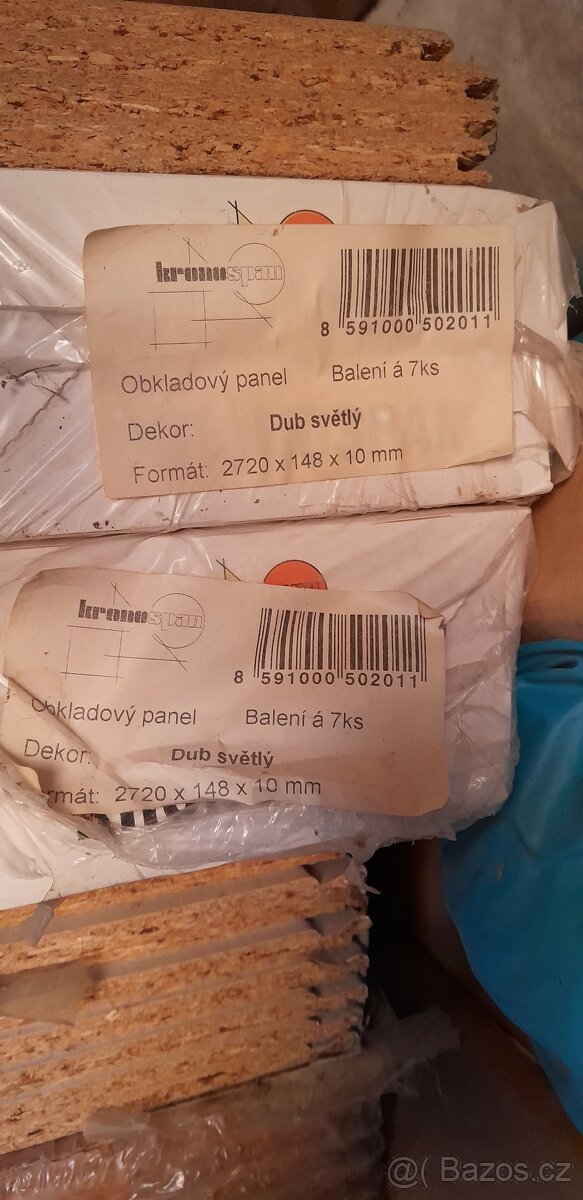 kronospan
8 591000 502011
Obkladový panel Balení á 7ks
Dekor: Dub světlý
Formát: 2720 x 148 x 10 mm
kronospan
8 591000 502011
Obkladový panel Balení á 7ks
Dekor: Dub světlý
rmát: 2720 x 148 x 10 mm
@( Bazos.cz